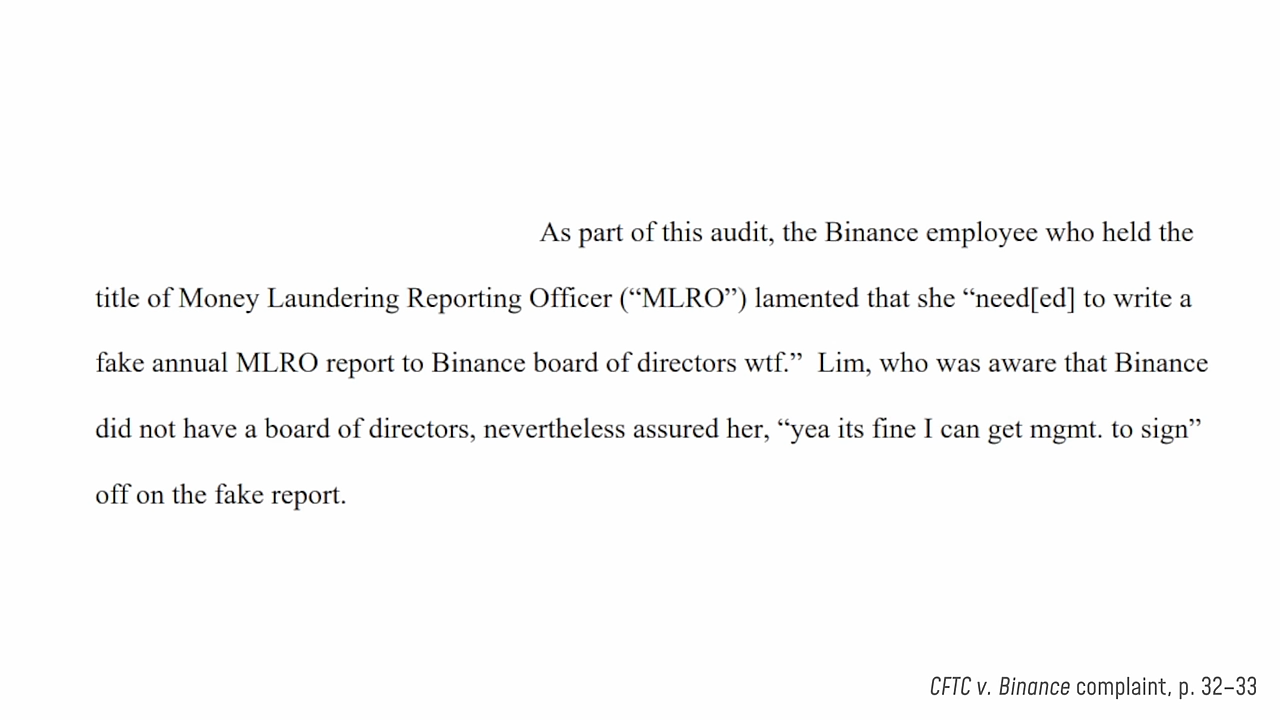 As part of this audit, the Binance employee who held the
title of Money Laundering Reporting Officer (“MLRO”) lamented that she “need[ed] to write a
fake annual MLRO report to Binance board of directors wtf.”  Lim, who was aware that Binance
did not have a board of directors, nevertheless assured her, “yea its fine I can get mgmt. to sign”
off on the fake report.
CFTC v. Binance complaint, p. 32–33